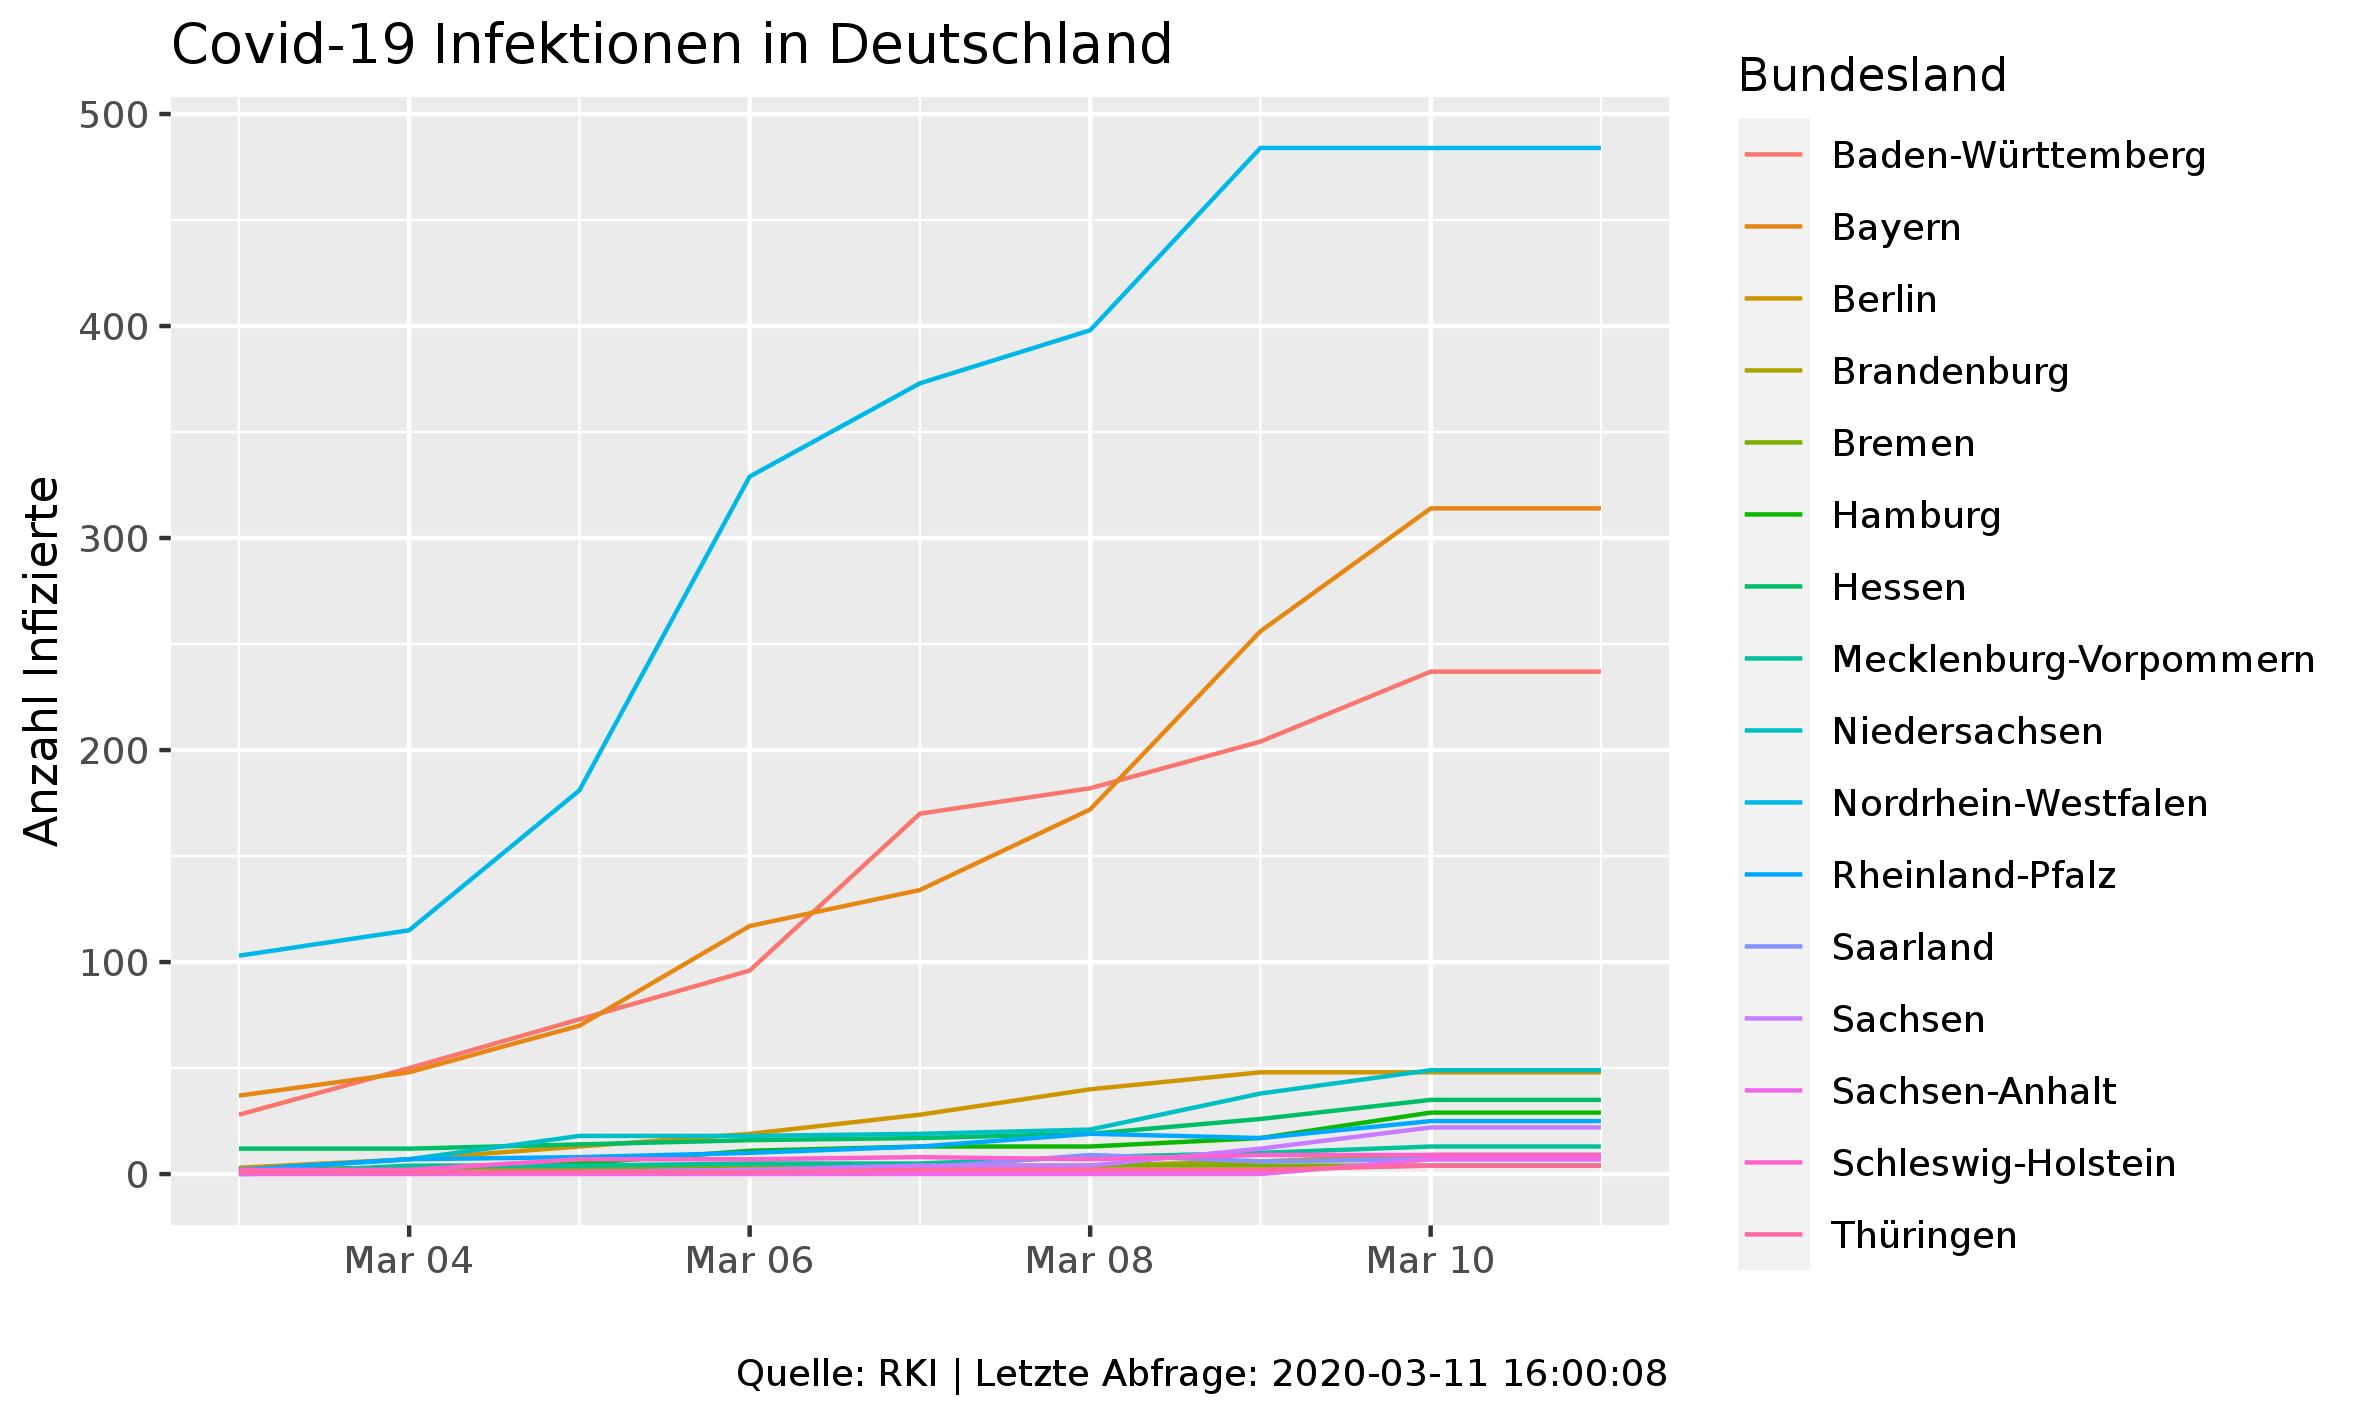 Covid-19 Infektionen in Deutschland
Anzahl Infizierte
500
400
300
200
100
0
Mar 04
Mar 06
Mar 08
Mar 10
Bundesland
Baden-Württemberg
Bayern
Berlin
Brandenburg
Bremen
Hamburg
Hessen
Mecklenburg-Vorpommern
Niedersachsen
Nordrhein-Westfalen
Rheinland-Pfalz
Saarland
Sachsen
Sachsen-Anhalt
Schleswig-Holstein
Thüringen
Quelle: RKI | Letzte Abfrage: 2020-03-11 16:00:08